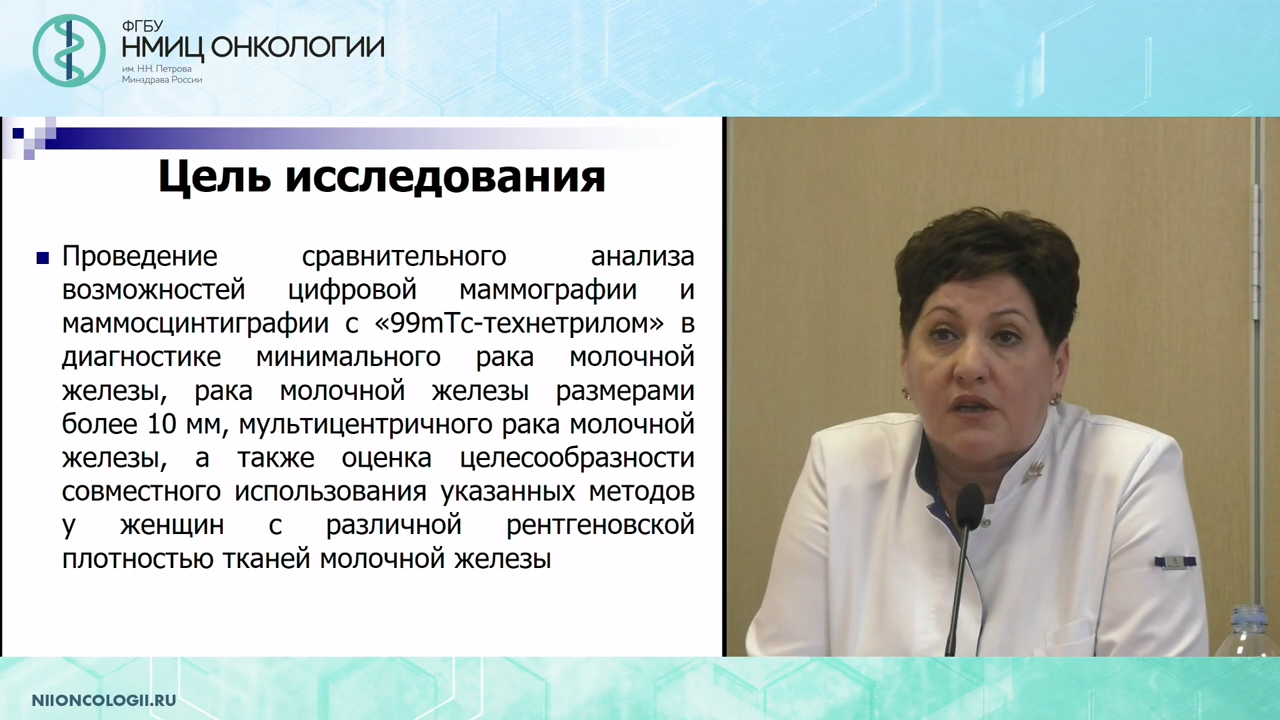 ФГБУ
НМИЦ ОНКОЛОГИИ
им. Н.Н. Петрова
Минздрава России
Цель исследования
Проведение сравнительного анализа
возможностей цифровой маммографии и
маммосцинтиграфии с «99mTc-технетрилом» в
диагностике минимального рака молочной
железы, рака молочной железы размерами
более 10 мм, мультицентричного рака молочной
железы, а также оценка целесообразности
совместного использования указанных методов
у женщин с различной рентгеновской
плотностью тканей молочной железы
NIIONCOLOGII.RU